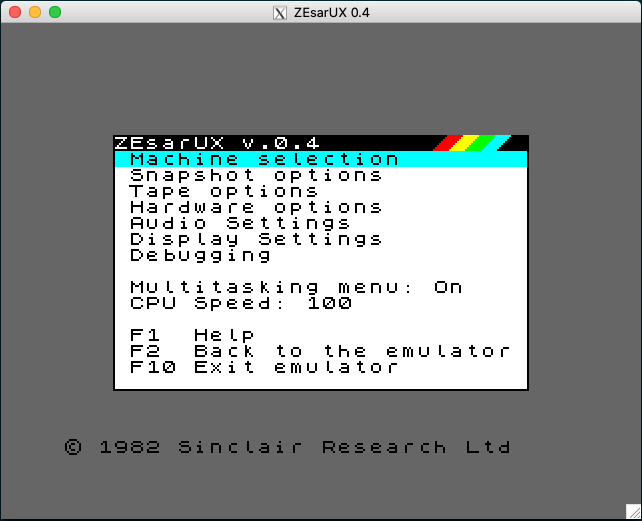 ZEsarUX 0.4
ZEsarUX v.0.4
Machine selection
Snapshot options
Tape options
Hardware options
Audio Settings
Display Settings
Debugging
Multitasking menu: On
CPU Speed: 100
F1 Help
F2 Back to the emulator
F10 Exit emulator
© 1982 Sinclair Research Ltd